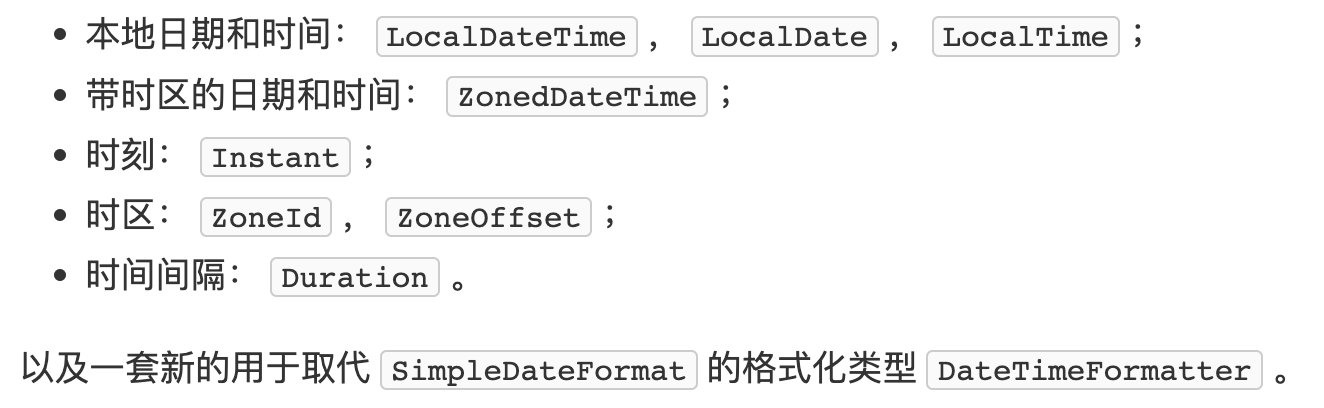 • 本地日期和时间： LocalDateTime ， LocalDate ， LocalTime ；
• 带时区的日期和时间： ZonedDateTime ；
• 时刻： Instant ；
• 时区： ZoneId ， ZoneOffset ；
• 时间间隔： Duration 。
以及一套新的用于取代 SimpleDateFormat 的格式化类型 DateTimeFormatter 。